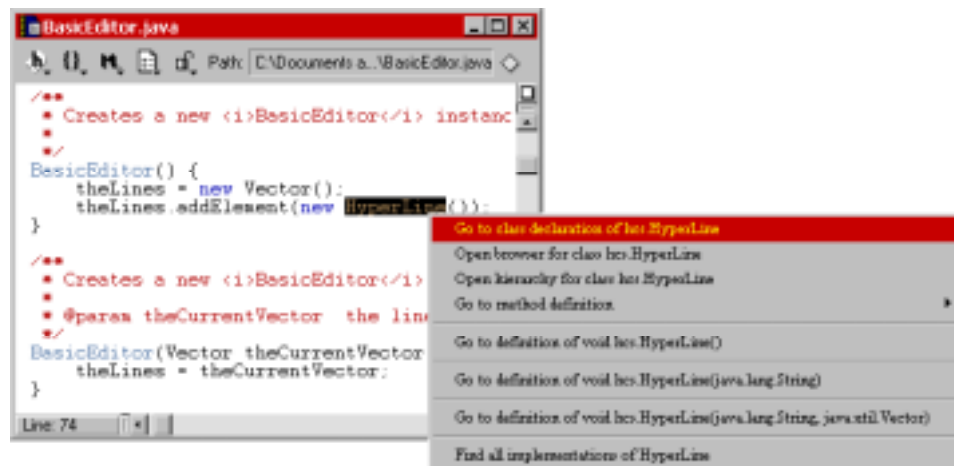 BasicEditor.java
Path: C:\Documents a...\BasicEditor.java
/**
* Creates a new <i>BasicEditor</i> instanc
*
*/
BasicEditor() {
theLines = new Vector();
theLines.addElement(new HyperLine());
}
/**
* Creates a new <i>BasicEditor</i>
*
* @param theCurrentVector the line
*/
BasicEditor(Vector theCurrentVector
theLines = theCurrentVector;
}
Line: 74
Go to class declaration of hcs.HyperLine
Open browser for class hcs.HyperLine
Open hierarchy for class hcs.HyperLine
Go to method definition
Go to definition of void hcs.HyperLine()
Go to definition of void hcs.HyperLine(java.lang.String)
Go to definition of void hcs.HyperLine(java.lang.String, java.util.Vector)
Find all implementations of HyperLine